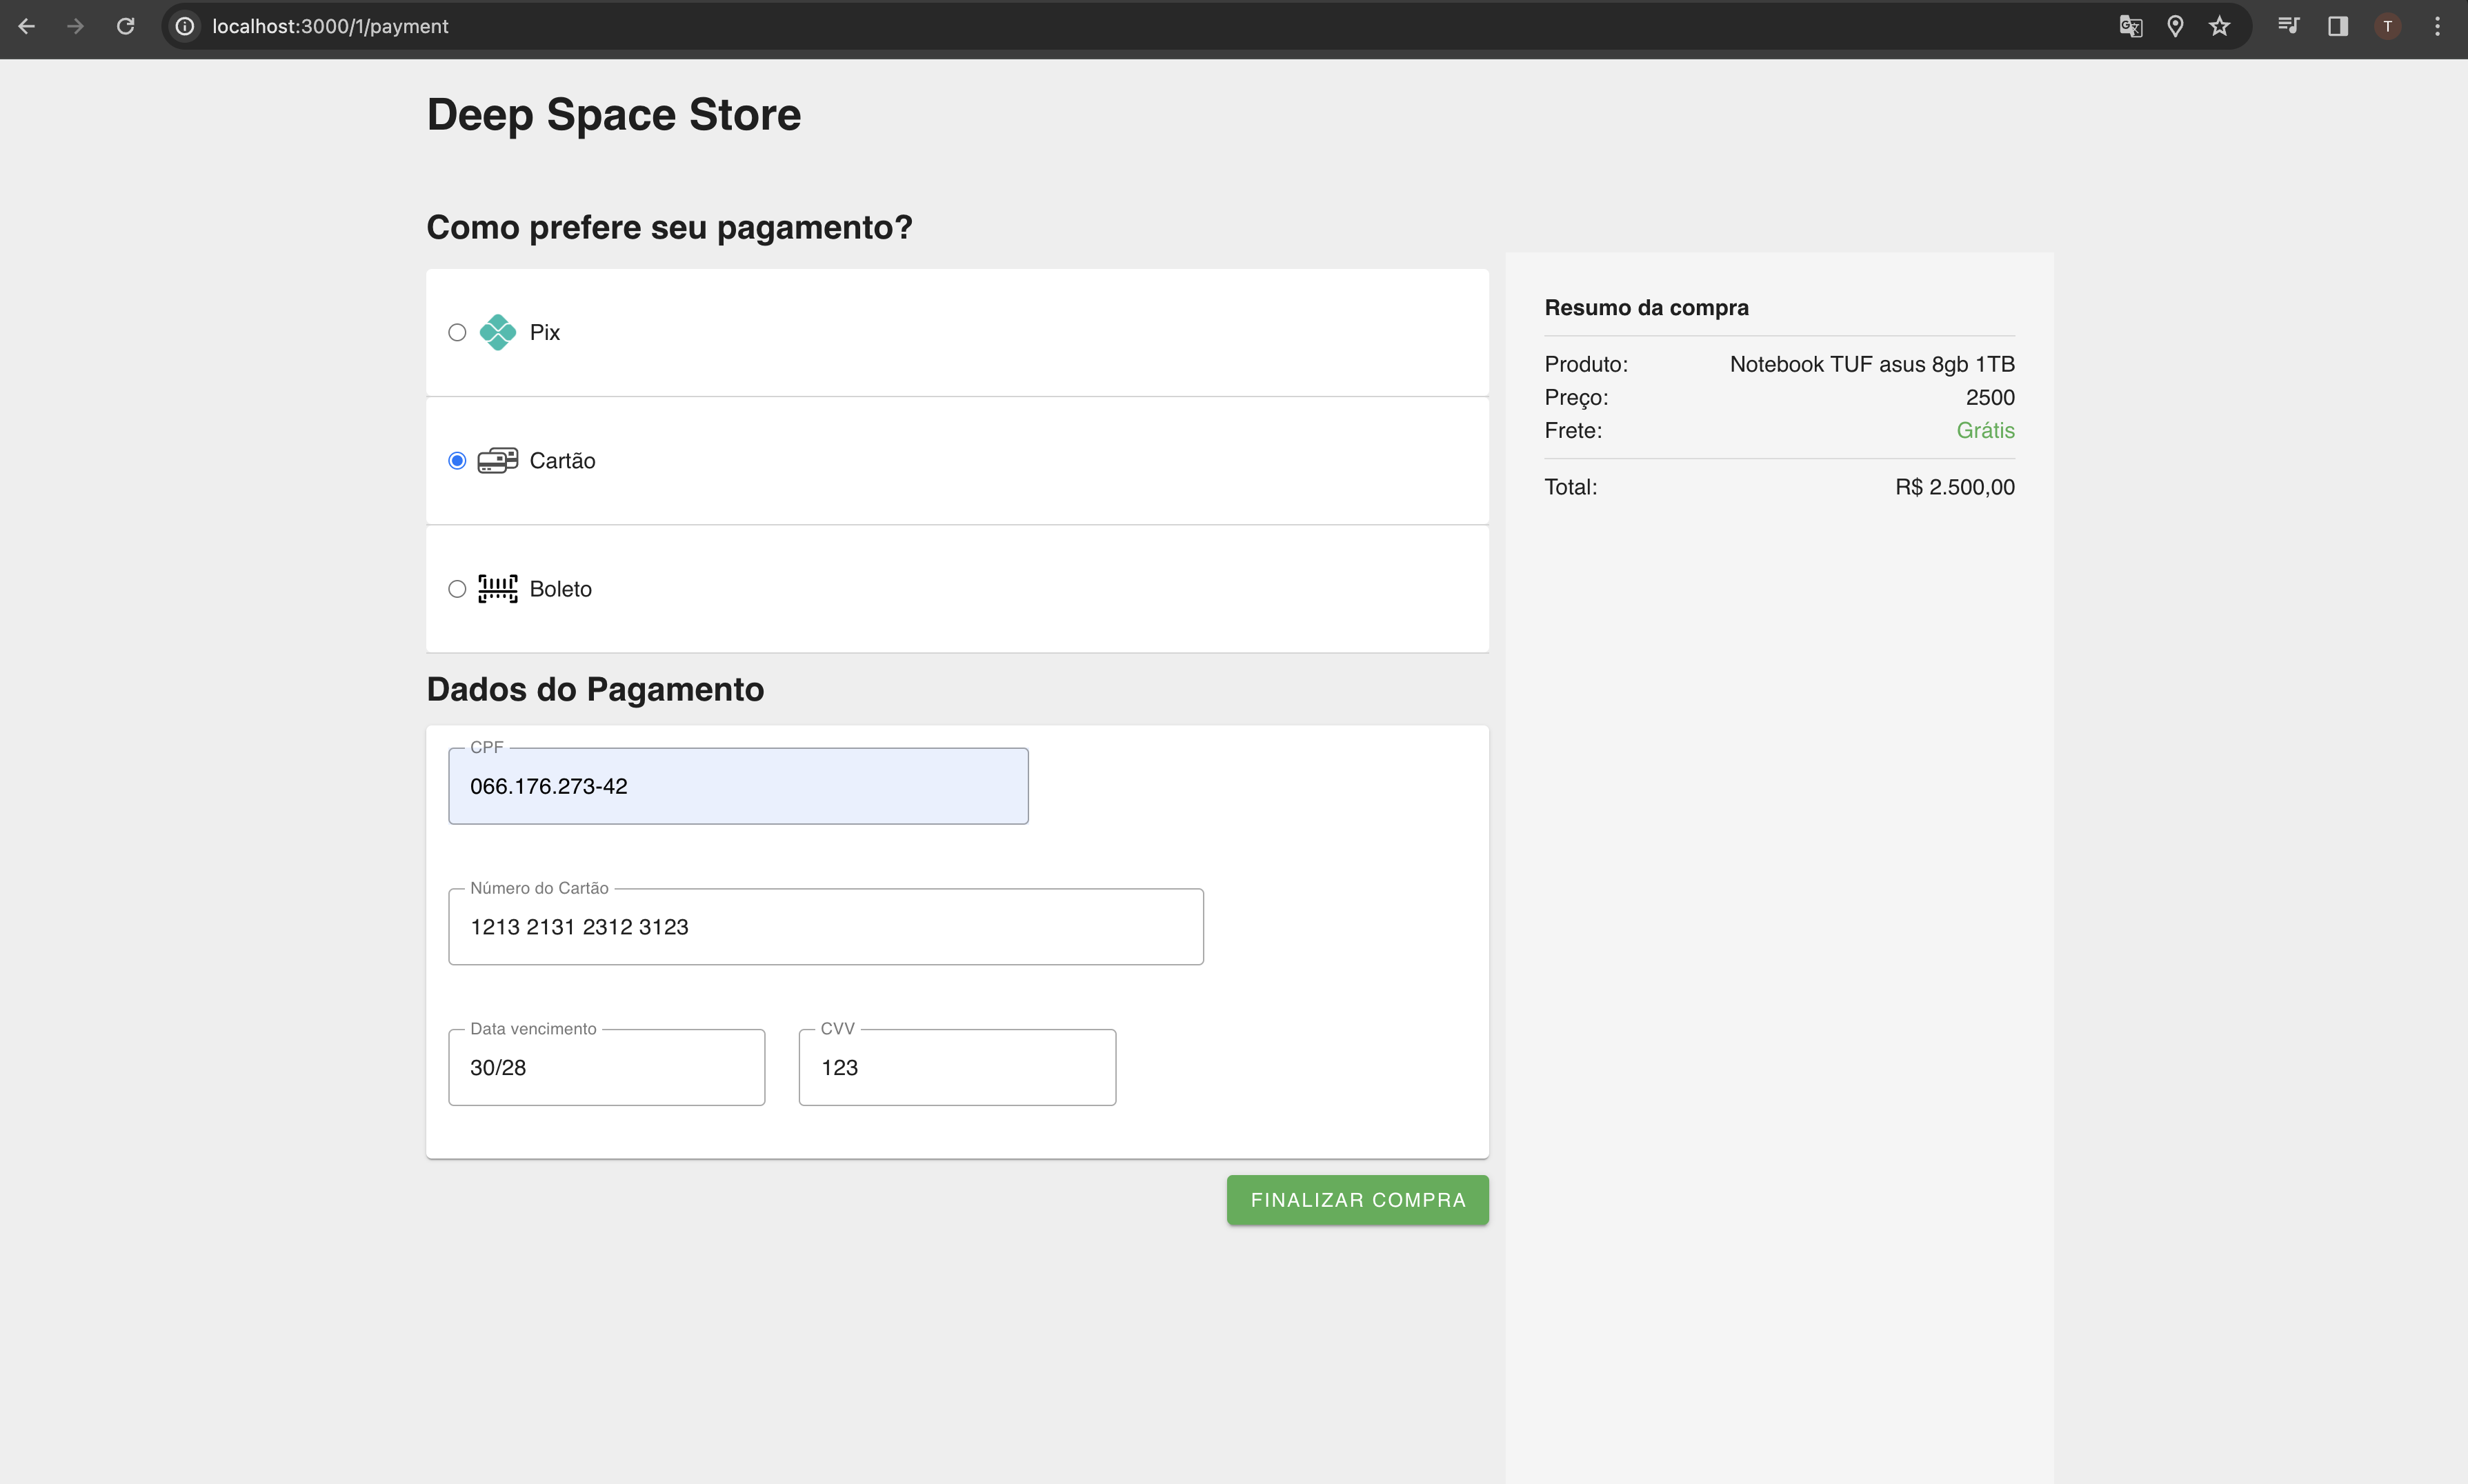 localhost:3000/1/payment
T
Deep Space Store
Como prefere seu pagamento?
Pix
Cartão
Boleto
Dados do Pagamento
CPF
066.176.273-42
Número do Cartão
1213 2131 2312 3123
Data vencimento
30/28
CVV
123
FINALIZAR COMPRA
Resumo da compra
Produto: Notebook TUF asus 8gb 1TB
Preço: 2500
Frete: Grátis
Total: R$ 2.500,00